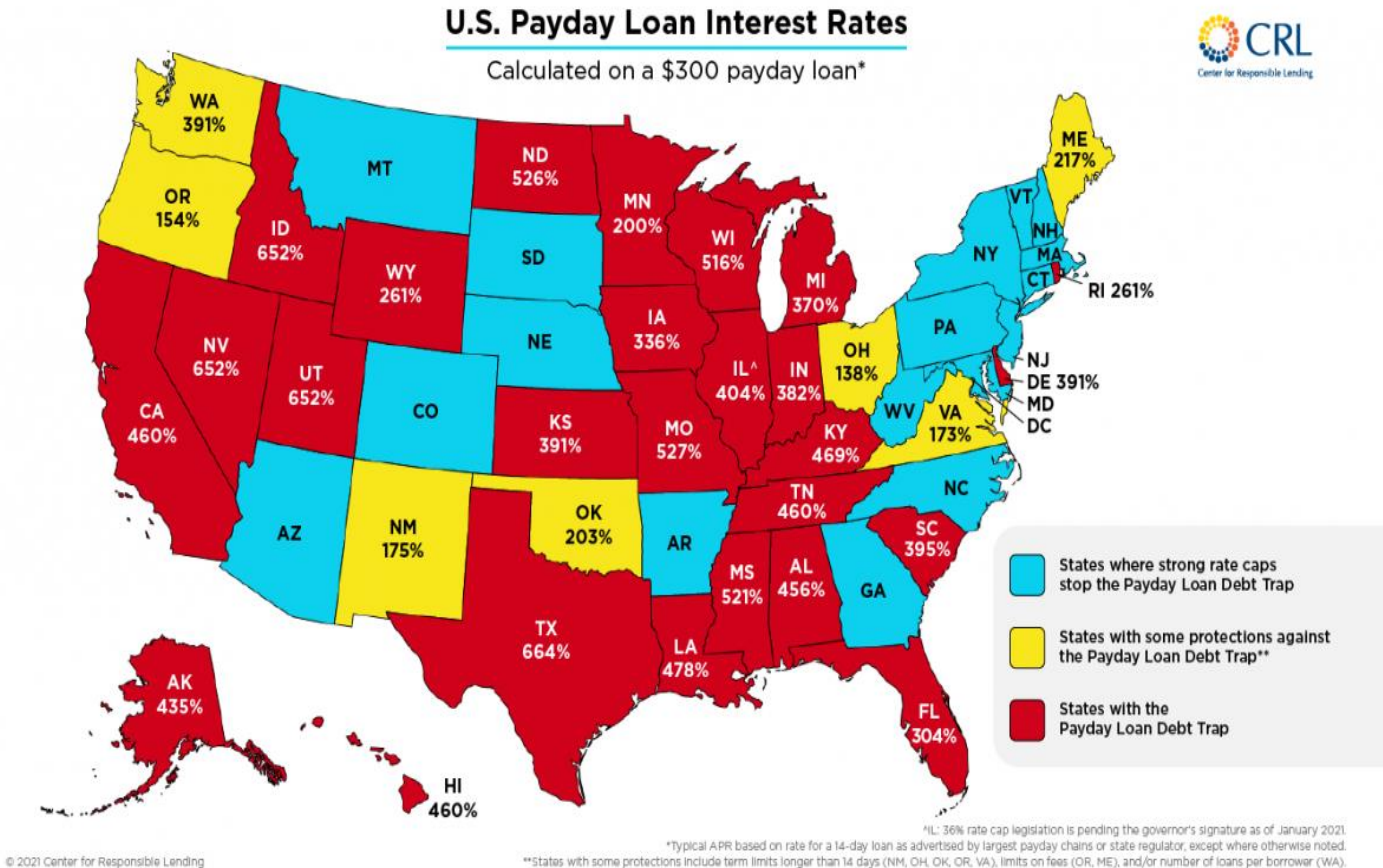 U.S. Payday Loan Interest Rates
Calculated on a $300 payday loan*
CRL
Center for Responsible Lending
WA
391%
OR
154%
ID
652%
MT
ND
526%
MN
200%
WI
516%
MI
370%
ME
217%
VT
NH
NY
MA
CT
RI 261%
WY
261%
SD
NE
IA
336%
IL^
404%
IN
382%
OH
138%
PA
NJ
DE 391%
MD
DC
WV
VA
173%
CA
460%
NV
652%
UT
652%
CO
KS
391%
MO
527%
KY
469%
TN
460%
NC
SC
395%
AZ
NM
175%
OK
203%
AR
MS
521%
AL
456%
GA
TX
664%
LA
478%
FL
304%
AK
435%
HI
460%
States where strong rate caps
stop the Payday Loan Debt Trap
States with some protections against
the Payday Loan Debt Trap**
States with the
Payday Loan Debt Trap
^IL: 36% rate cap legislation is pending the governor's signature as of January 2021.
*Typical APR based on rate for a 14-day loan as advertised by largest payday chains or state regulator, except where otherwise noted.
© 2021 Center for Responsible Lending
**States with some protections include term limits longer than 14 days (NM, OH, OK, OR, VA), limits on fees (OR, ME), and/or number of loans per borrower (WA).